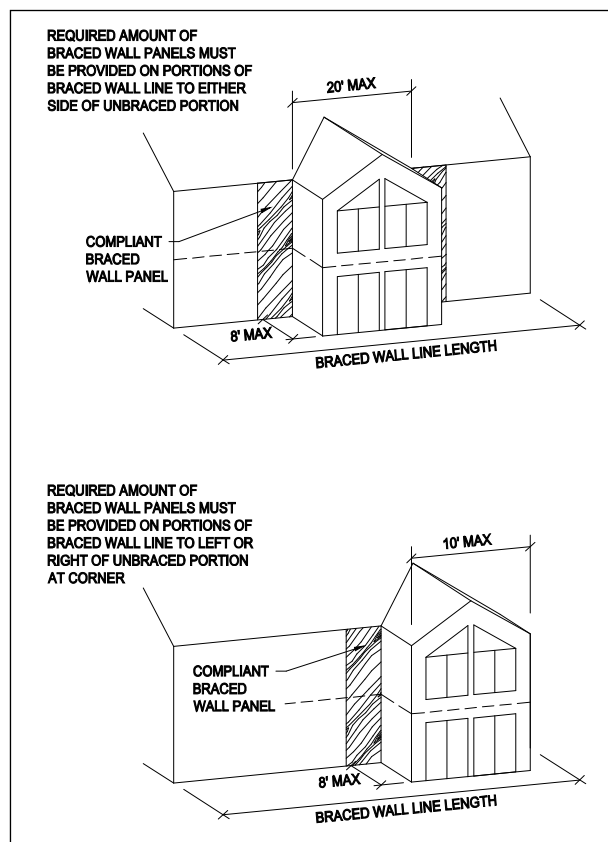 REQUIRED AMOUNT OF
BRACED WALL PANELS MUST
BE PROVIDED ON PORTIONS OF
BRACED WALL LINE TO EITHER
SIDE OF UNBRACED PORTION
20' MAX
COMPLIANT
BRACED
WALL PANEL
8' MAX
BRACED WALL LINE LENGTH
REQUIRED AMOUNT OF
BRACED WALL PANELS MUST
BE PROVIDED ON PORTIONS OF
BRACED WALL LINE TO LEFT OR
RIGHT OF UNBRACED PORTION
AT CORNER
10' MAX
COMPLIANT
BRACED
WALL PANEL
8' MAX
BRACED WALL LINE LENGTH